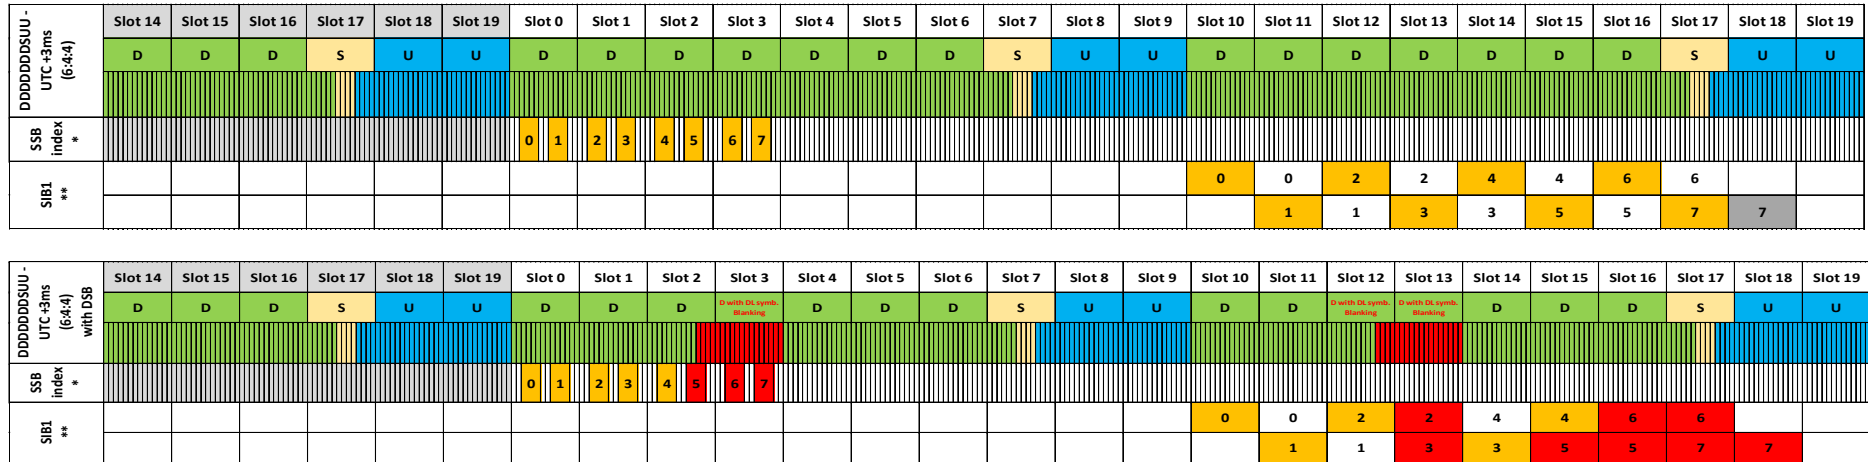 DDDDDDDSUU -
UTC +3ms
(6:4:4)
Slot 14 Slot 15 Slot 16 Slot 17 Slot 18 Slot 19 Slot 0 Slot 1 Slot 2 Slot 3 Slot 4 Slot 5 Slot 6 Slot 7 Slot 8 Slot 9 Slot 10 Slot 11 Slot 12 Slot 13 Slot 14 Slot 15 Slot 16 Slot 17 Slot 18 Slot 19
D D D S U U D D D D D D D S U U D D D D D D D S U U
SSB
index
*
0 1 2 3 4 5 6 7
SIB1
**
0 0 2 2 4 4 6 6
1 1 3 3 5 5 7 7
DDDDDDDSUU -
UTC +3ms
(6:4:4)
with DSB
Slot 14 Slot 15 Slot 16 Slot 17 Slot 18 Slot 19 Slot 0 Slot 1 Slot 2 Slot 3 Slot 4 Slot 5 Slot 6 Slot 7 Slot 8 Slot 9 Slot 10 Slot 11 Slot 12 Slot 13 Slot 14 Slot 15 Slot 16 Slot 17 Slot 18 Slot 19
D D D S U U D D D D with DL symb. D D D S U U D D D with DL symb. D with DL symb. D D D S U U
Blanking Blanking Blanking
SSB
index
*
0 1 2 3 4 5 6 7
SIB1
**
0 0 2 2 4 4 6 6
1 1 3 3 5 5 7 7